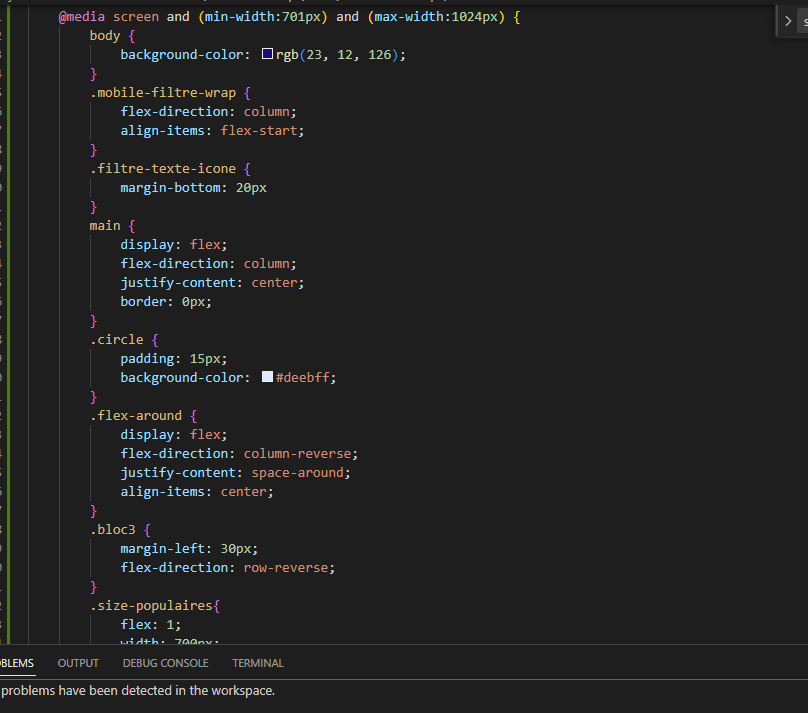 @media screen and (min-width:701px) and (max-width:1024px) {
body {
background-color: rgb(23, 12, 126);
}
.mobile-filtre-wrap {
flex-direction: column;
align-items: flex-start;
}
.filtre-texte-icone {
margin-bottom: 20px
}
main {
display: flex;
flex-direction: column;
justify-content: center;
border: 0px;
}
.circle {
padding: 15px;
background-color: #deebff;
}
.flex-around {
display: flex;
flex-direction: column-reverse;
justify-content: space-around;
align-items: center;
}
.bloc3 {
margin-left: 30px;
flex-direction: row-reverse;
}
.size-populaires{
flex: 1;
width: 700px;
OBLEMS OUTPUT DEBUG CONSOLE TERMINAL
problems have been detected in the workspace.